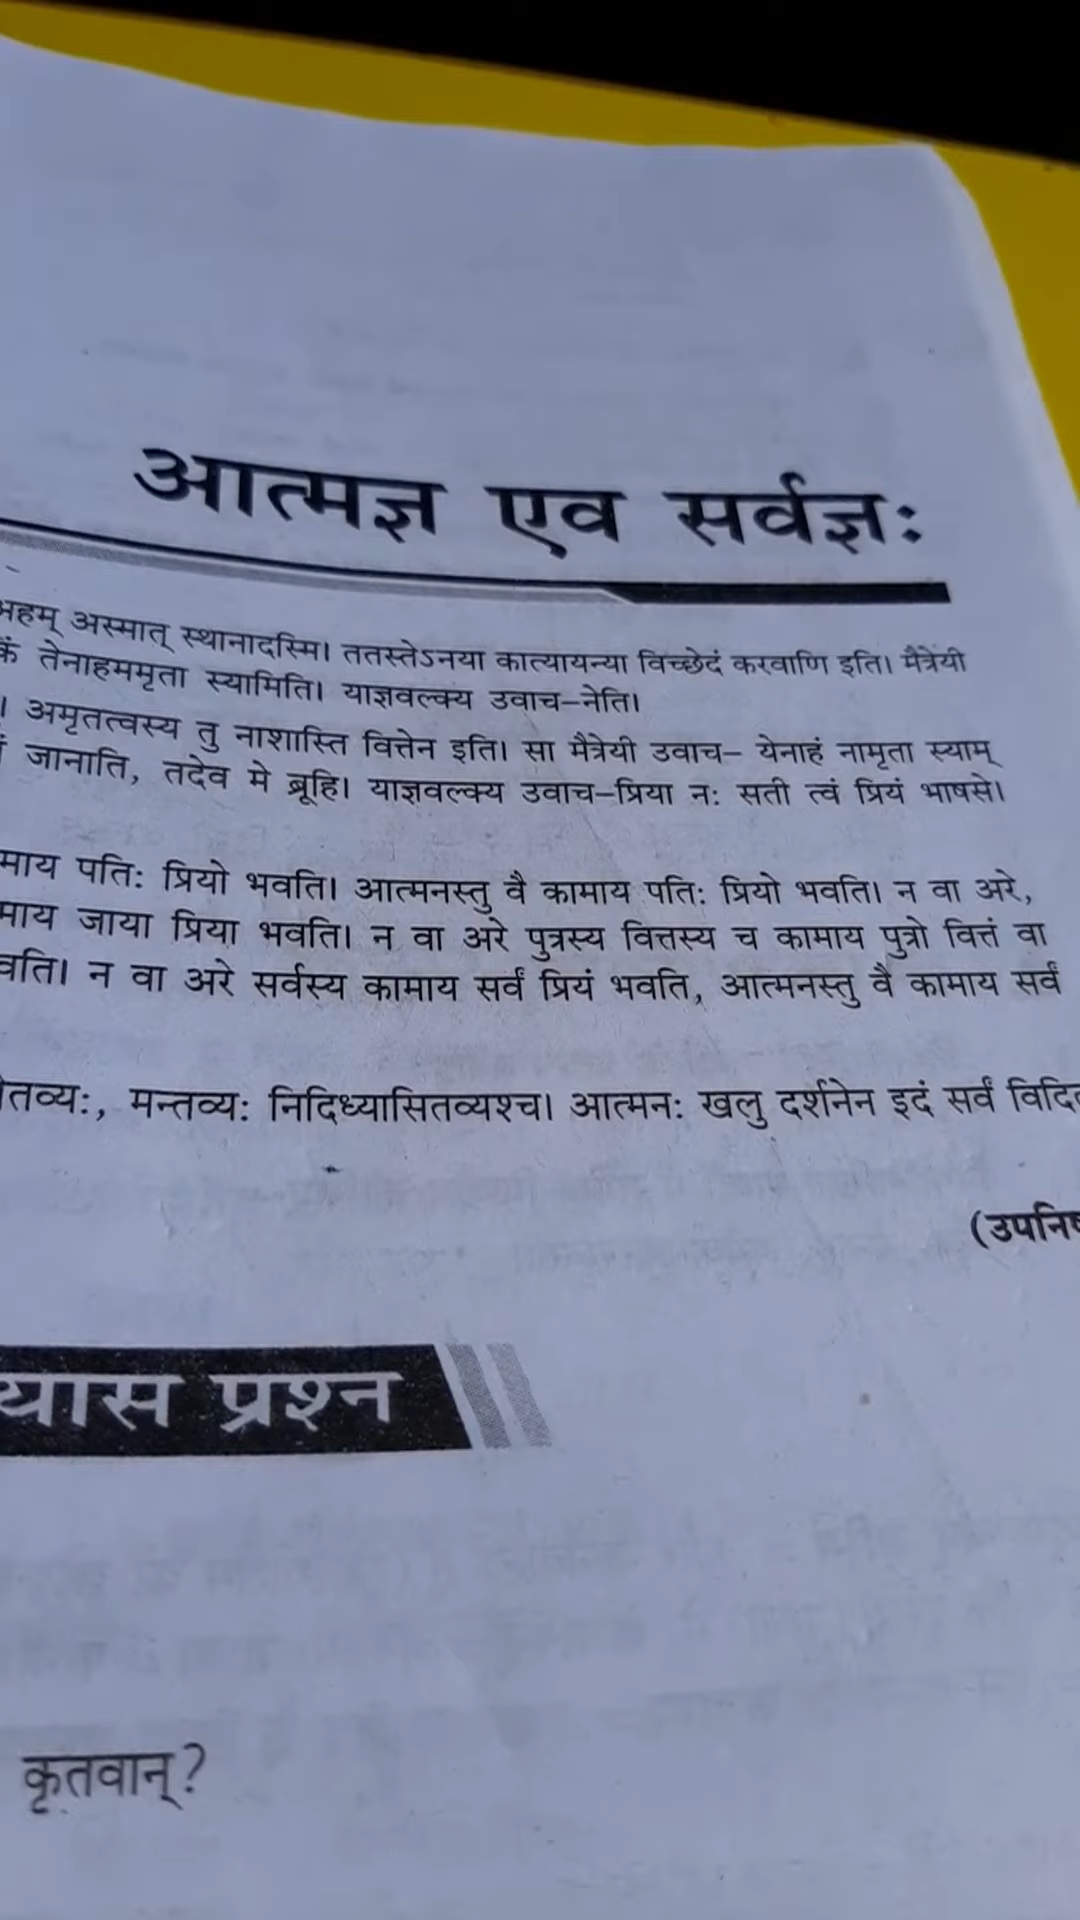 आत्मज्ञ एव सर्वज्ञः
अहम् अस्मात् स्थानादस्मि। ततस्तेऽनया कात्यायन्या विच्छेदं करवाणि इति। मैत्रेयी
तेनाहममृता स्यामिति। याज्ञवल्क्य उवाच–नेति।
। अमृतत्वस्य तु नाशास्ति वित्तेन इति। सा मैत्रेयी उवाच– येनाहं नामृता स्याम्
जानाति, तदेव मे ब्रूहि। याज्ञवल्क्य उवाच–प्रिया नः सती त्वं प्रियं भाषसे।
माय पतिः प्रियो भवति। आत्मनस्तु वै कामाय पतिः प्रियो भवति। न वा अरे,
माय जाया प्रिया भवति। न वा अरे पुत्रस्य वित्तस्य च कामाय पुत्रो वित्तं वा
वति। न वा अरे सर्वस्य कामाय सर्वं प्रियं भवति, आत्मनस्तु वै कामाय सर्वं
तव्यः, मन्तव्यः निदिध्यासितव्यश्च। आत्मनः खलु दर्शनेन इदं सर्वं विदि
(उपनि
यास प्रश्न
कृतवान्?